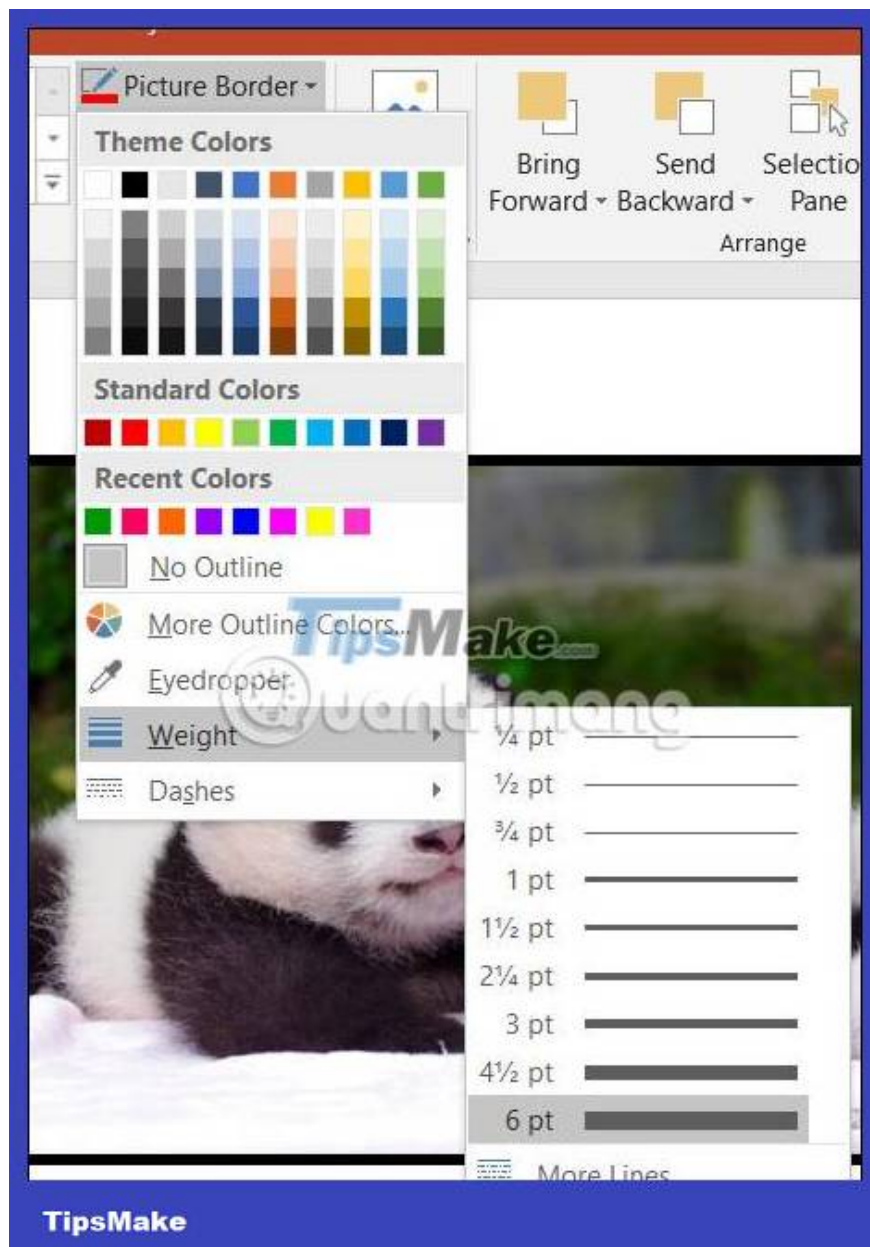 Picture Border
Theme Colors
Standard Colors
Recent Colors
No Outline
More Outline Colors...
Eyedropper
Weight
Dashes
Bring
Forward
Send
Backward
Selectio
Pane
Arrange
TipsMake.com
Quantrimang
¼ pt
½ pt
¾ pt
1 pt
1½ pt
2¼ pt
3 pt
4½ pt
6 pt
More Lines
TipsMake